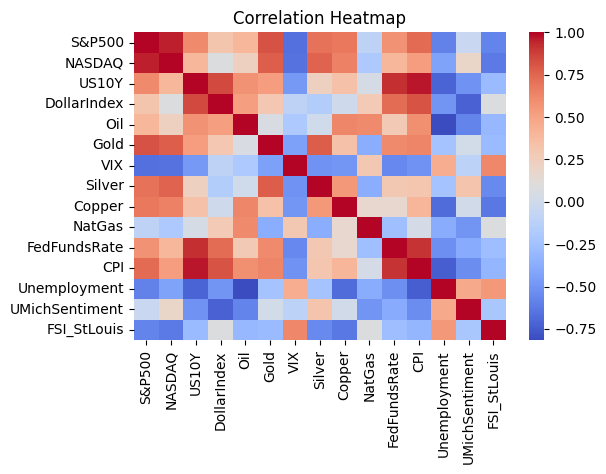 Correlation Heatmap
S&P500
NASDAQ
US10Y
DollarIndex
Oil
Gold
VIX
Silver
Copper
NatGas
FedFundsRate
CPI
Unemployment
UMichSentiment
FSI_StLouis
S&P500
NASDAQ
US10Y
DollarIndex
Oil
Gold
VIX
Silver
Copper
NatGas
FedFundsRate
CPI
Unemployment
UMichSentiment
FSI_StLouis
1.00
0.75
0.50
0.25
0.00
−0.25
−0.50
−0.75